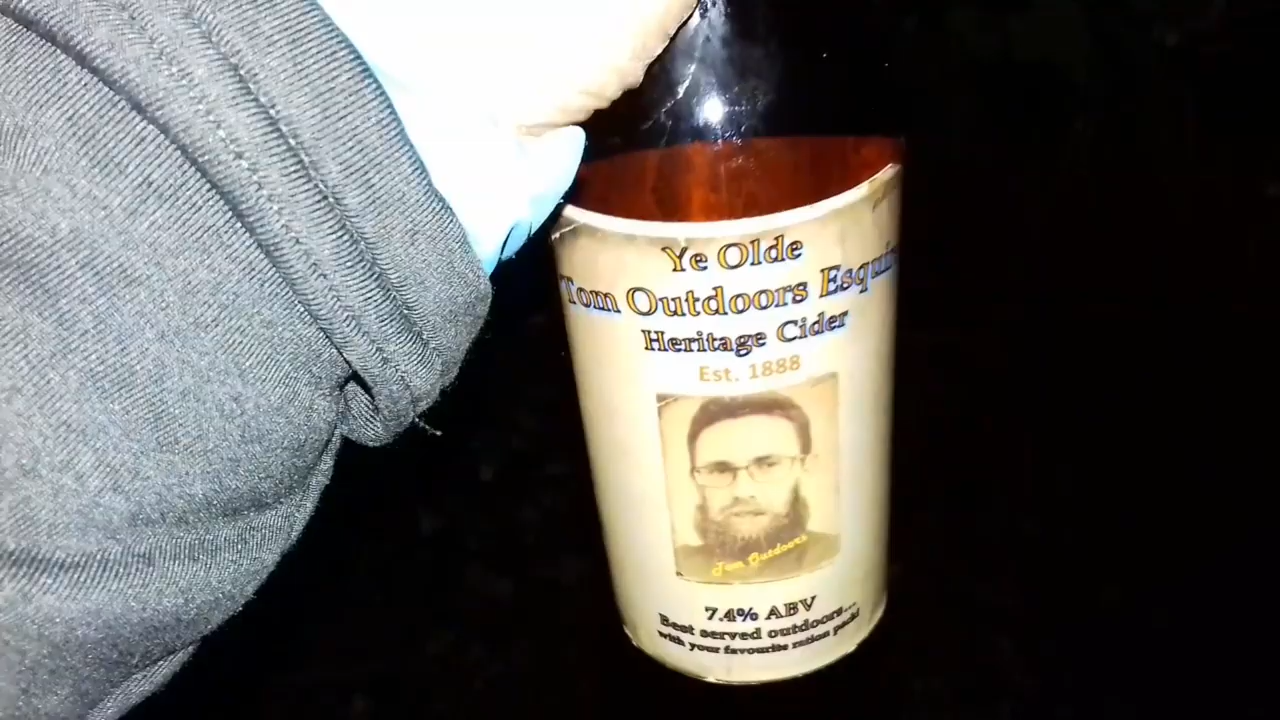 Ye Olde
Tom Outdoors Esqui
Heritage Cider
Est. 1888
Tom Outdoors
7.4% ABV
Best served outdoors...
with your favourite ration pack!